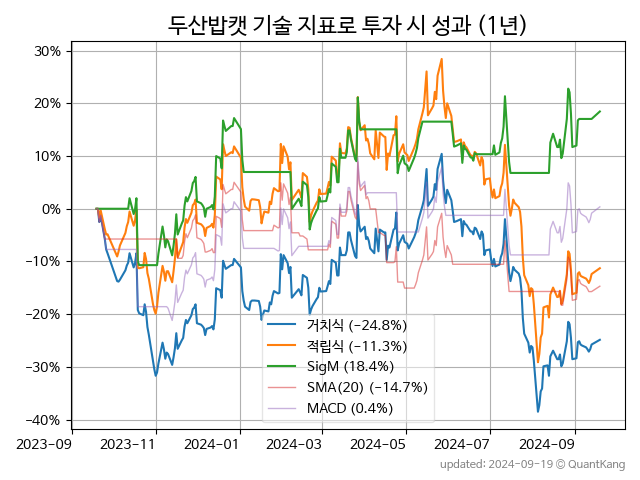 두산밥캣 기술 지표로 투자 시 성과 (1년)
30%
20%
10%
0%
−10%
−20%
−30%
−40%
거치식 (−24.8%)
적립식 (−11.3%)
SigM (18.4%)
SMA(20) (−14.7%)
MACD (0.4%)
2023-09 2023-11 2024-01 2024-03 2024-05 2024-07 2024-09
updated: 2024-09-19 © QuantKang